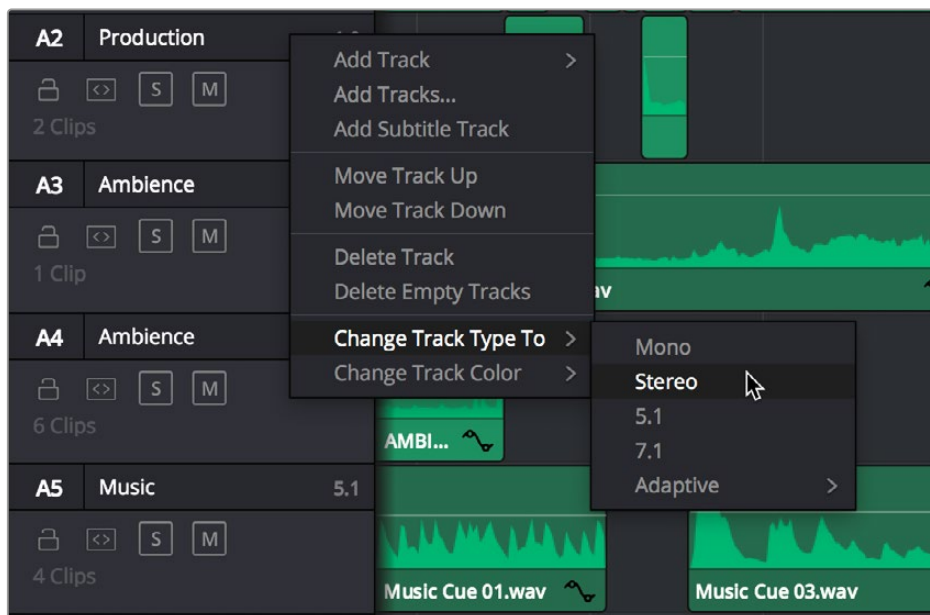 A2 Production
S M
2 Clips
A3 Ambience
S M
1 Clip
A4 Ambience
S M
6 Clips
A5 Music 5.1
S M
4 Clips
Add Track
Add Tracks...
Add Subtitle Track
Move Track Up
Move Track Down
Delete Track
Delete Empty Tracks
Change Track Type To
Change Track Color
Mono
Stereo
5.1
7.1
Adaptive
AMBI...
Music Cue 01.wav
Music Cue 03.wav